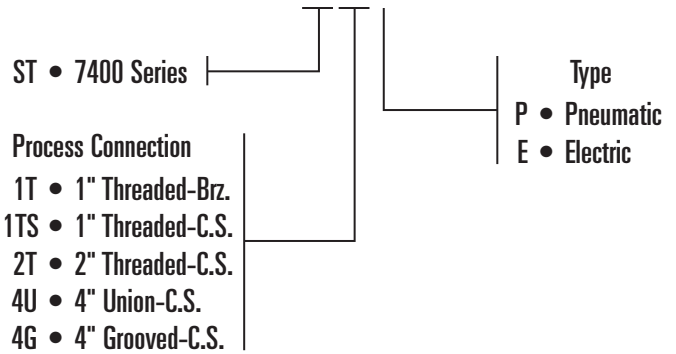 ST • 7400 Series
Process Connection
1T • 1" Threaded-Brz.
1TS • 1" Threaded-C.S.
2T • 2" Threaded-C.S.
4U • 4" Union-C.S.
4G • 4" Grooved-C.S.
Type
P • Pneumatic
E • Electric